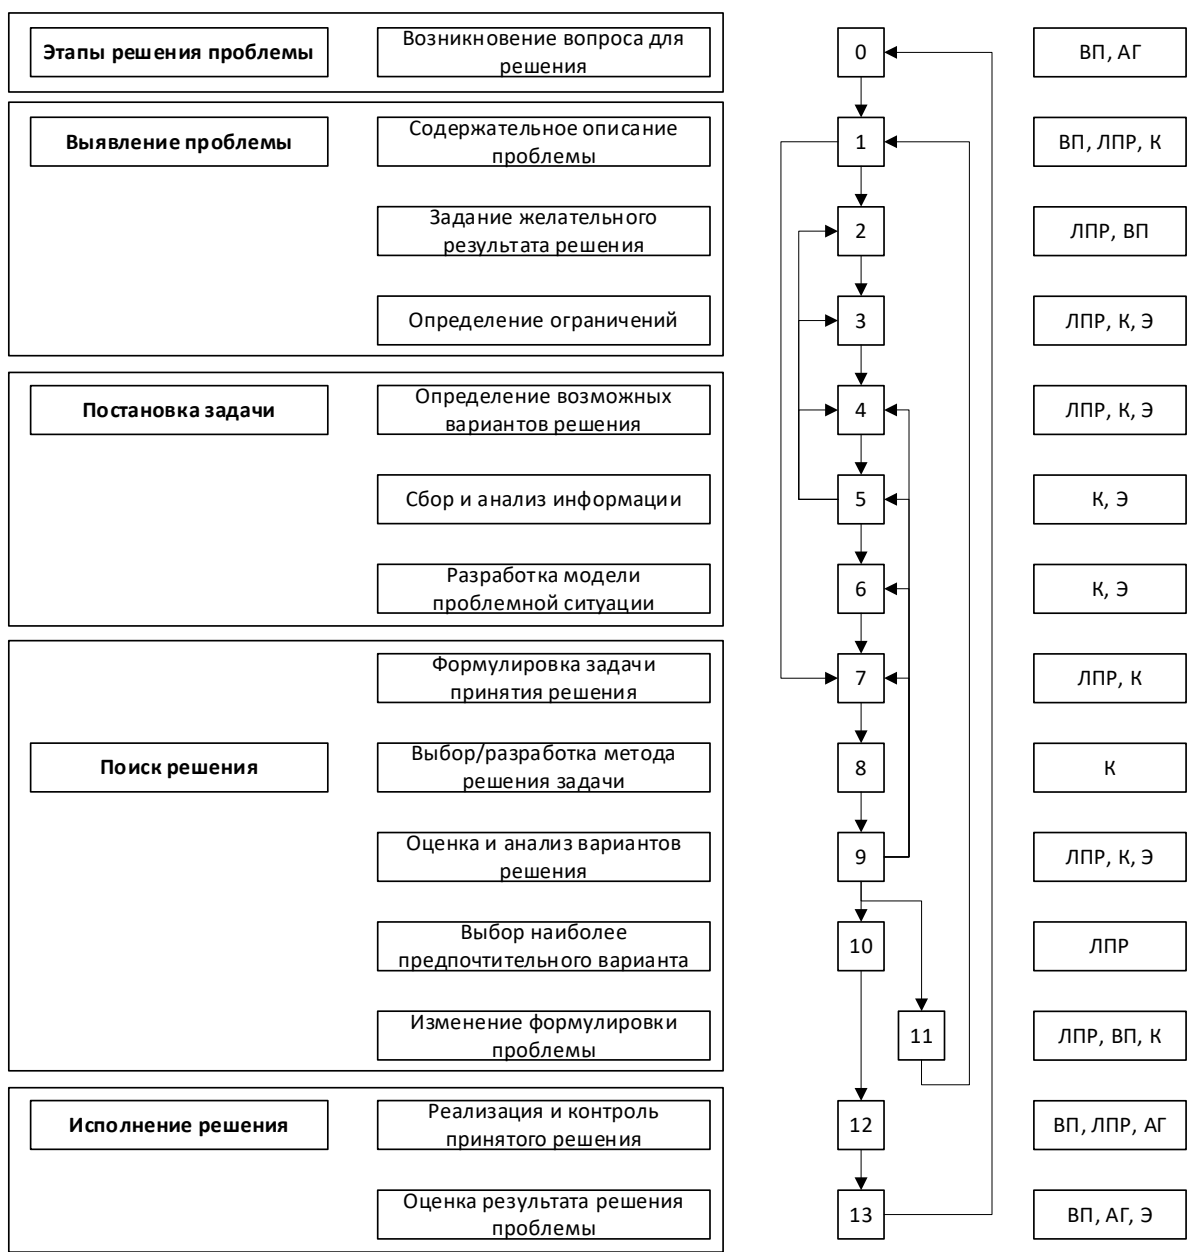 Этапы решения проблемы
Возникновение вопроса для
решения
0
ВП, АГ
Выявление проблемы
Содержательное описание
проблемы
1
ВП, ЛПР, К
Задание желательного
результата решения
2
ЛПР, ВП
Определение ограничений
3
ЛПР, К, Э
Постановка задачи
Определение возможных
вариантов решения
4
ЛПР, К, Э
Сбор и анализ информации
5
К, Э
Разработка модели
проблемной ситуации
6
К, Э
Формулировка задачи
принятия решения
7
ЛПР, К
Поиск решения
Выбор/разработка метода
решения задачи
8
К
Оценка и анализ вариантов
решения
9
ЛПР, К, Э
Выбор наиболее
предпочтительного варианта
10
ЛПР
Изменение формулировки
проблемы
11
ЛПР, ВП, К
Исполнение решения
Реализация и контроль
принятого решения
12
ВП, ЛПР, АГ
Оценка результата решения
проблемы
13
ВП, АГ, Э